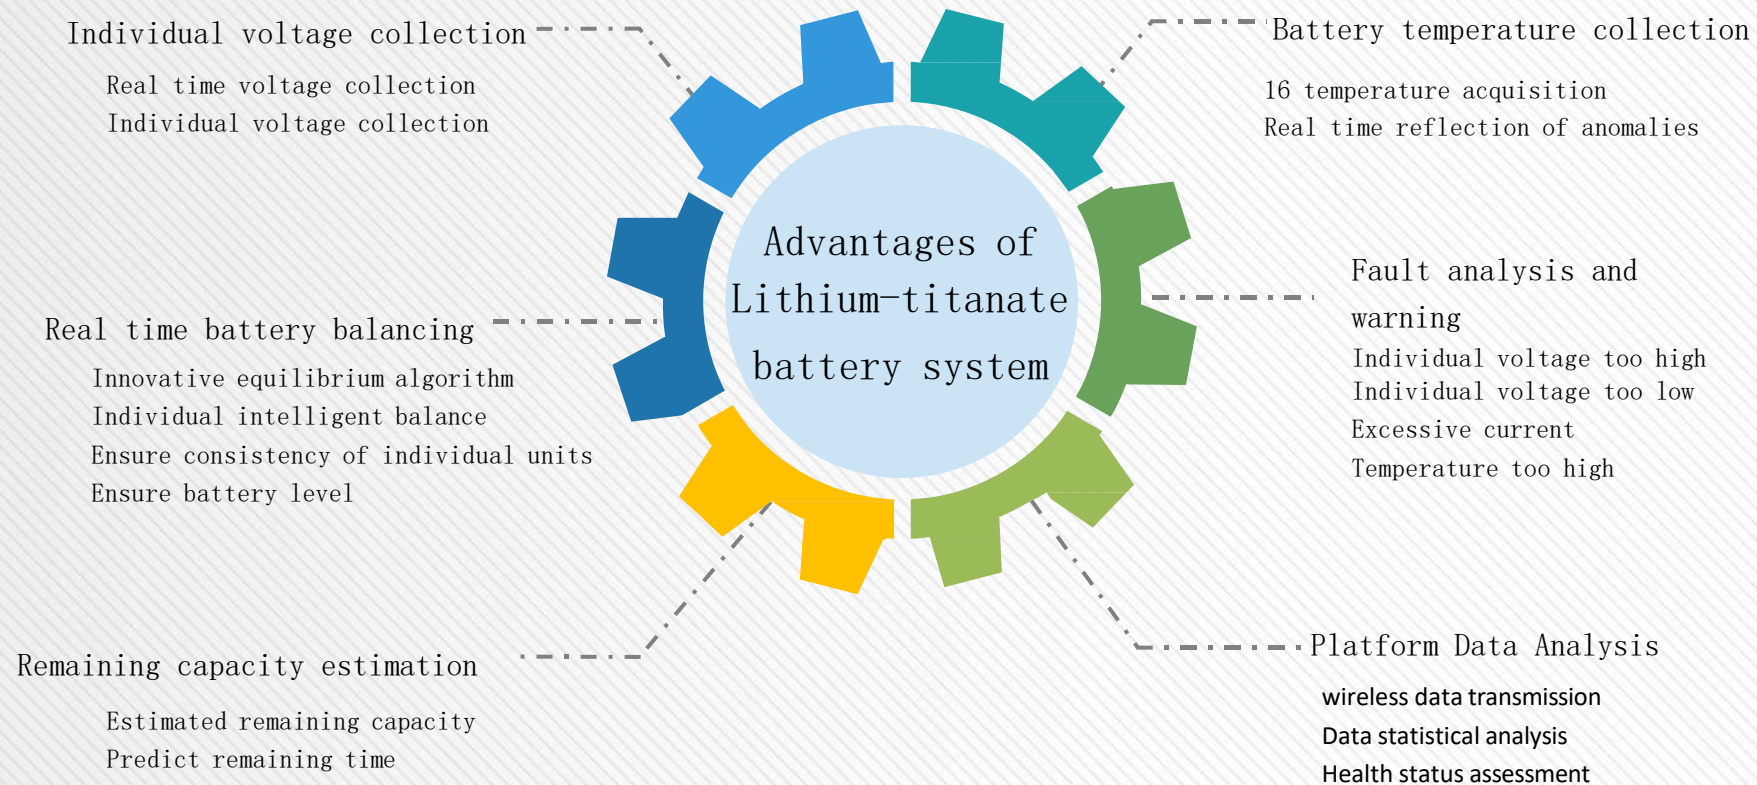 Individual voltage collection
Real time voltage collection
Individual voltage collection
Battery temperature collection
16 temperature acquisition
Real time reflection of anomalies
Advantages of
Lithium-titanate
battery system
Real time battery balancing
Innovative equilibrium algorithm
Individual intelligent balance
Ensure consistency of individual units
Ensure battery level
Fault analysis and
warning
Individual voltage too high
Individual voltage too low
Excessive current
Temperature too high
Remaining capacity estimation
Estimated remaining capacity
Predict remaining time
Platform Data Analysis
wireless data transmission
Data statistical analysis
Health status assessment